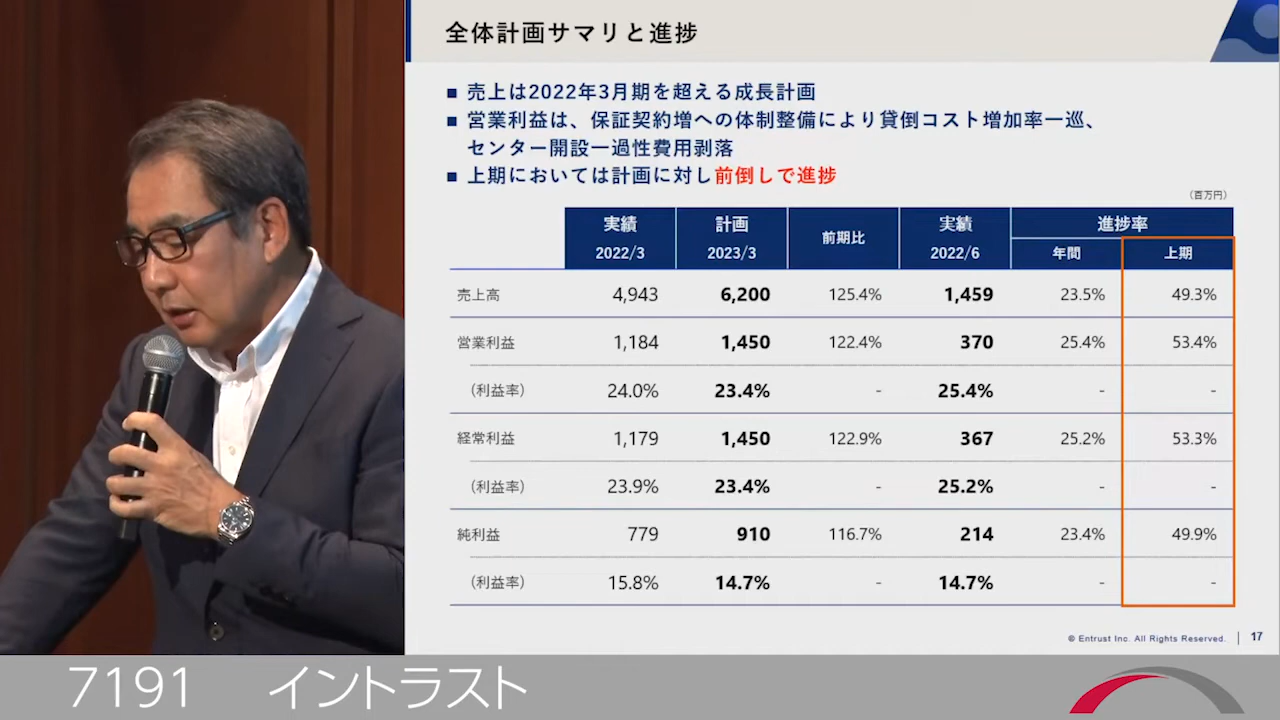 全体計画サマリと進捗
■ 売上は2022年3月期を超える成長計画
■ 営業利益は、保証契約増への体制整備により貸倒コスト増加率一巡、
センター開設一過性費用剥落
■ 上期においては計画に対し前倒しで進捗
（百万円）
実績 計画 前期比 実績 進捗率
2022/3 2023/3 2022/6 年間 上期
売上高 4,943 6,200 125.4% 1,459 23.5% 49.3%
営業利益 1,184 1,450 122.4% 370 25.4% 53.4%
（利益率） 24.0% 23.4% - 25.4% - -
経常利益 1,179 1,450 122.9% 367 25.2% 53.3%
（利益率） 23.9% 23.4% - 25.2% - -
純利益 779 910 116.7% 214 23.4% 49.9%
（利益率） 15.8% 14.7% - 14.7% - -
© Entrust Inc. All Rights Reserved. | 17
7191 イントラスト